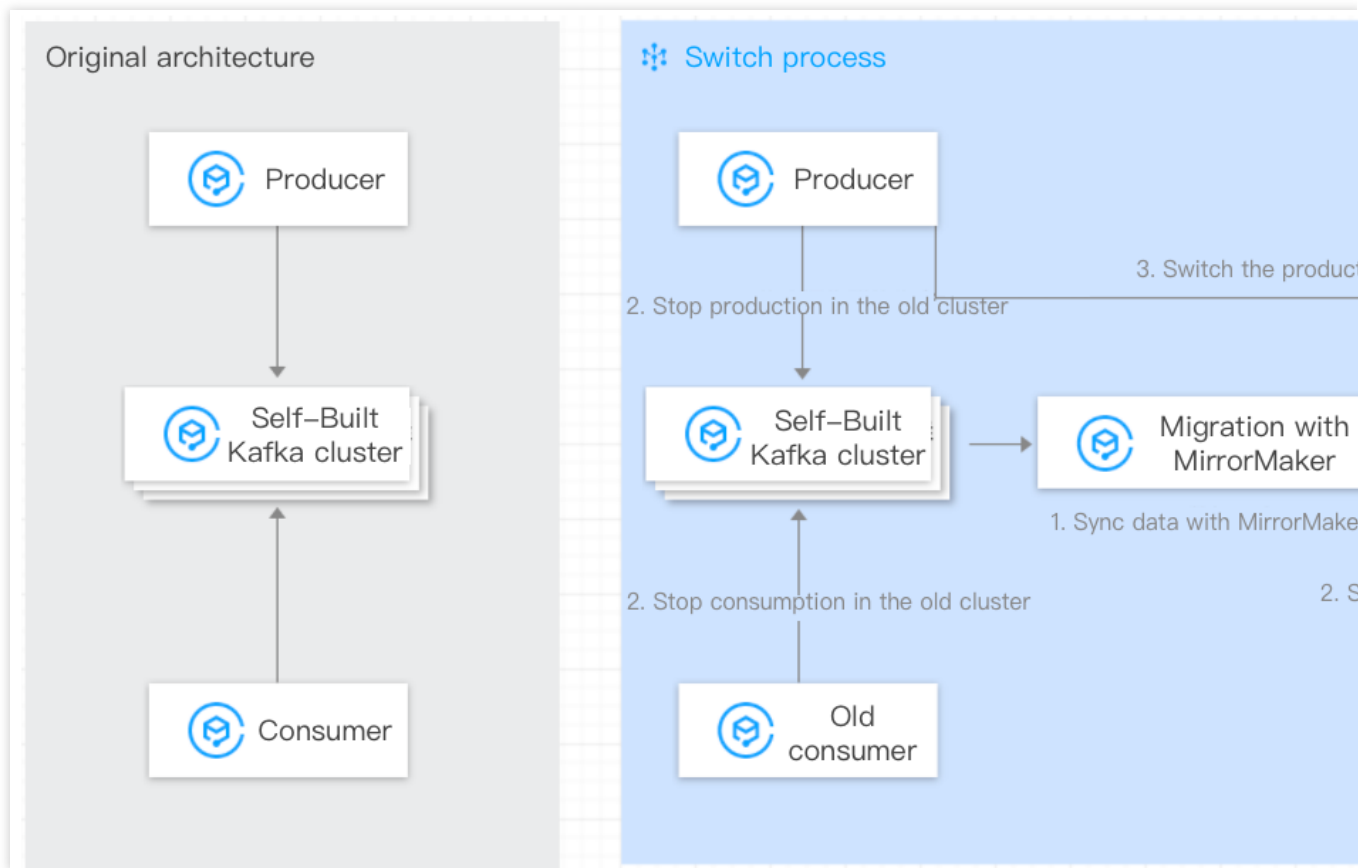 Original architecture
Producer
Self-Built
Kafka cluster
Consumer
Switch process
Producer
3. Switch the product
2. Stop production in the old cluster
Self-Built
Kafka cluster
Migration with
MirrorMaker
1. Sync data with MirrorMake
2. Stop consumption in the old cluster
2. S
Old
consumer